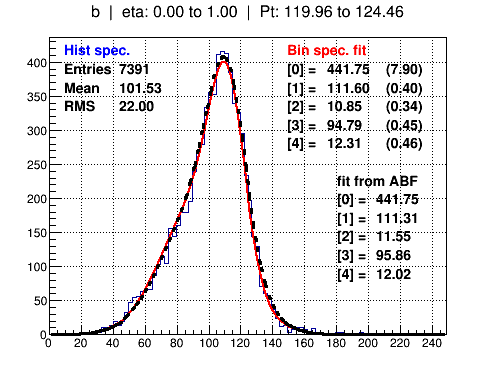 b | eta: 0.00 to 1.00 | Pt: 119.96 to 124.46
Hist spec.
Entries 7391
Mean 101.53
RMS 22.00
Bin spec. fit
[0] = 441.75 (7.90)
[1] = 111.60 (0.40)
[2] = 10.85 (0.34)
[3] = 94.79 (0.45)
[4] = 12.31 (0.46)
fit from ABF
[0] = 441.75
[1] = 111.31
[2] = 11.55
[3] = 95.86
[4] = 12.02
400
350
300
250
200
150
100
50
0
0 20 40 60 80 100 120 140 160 180 200 220 240